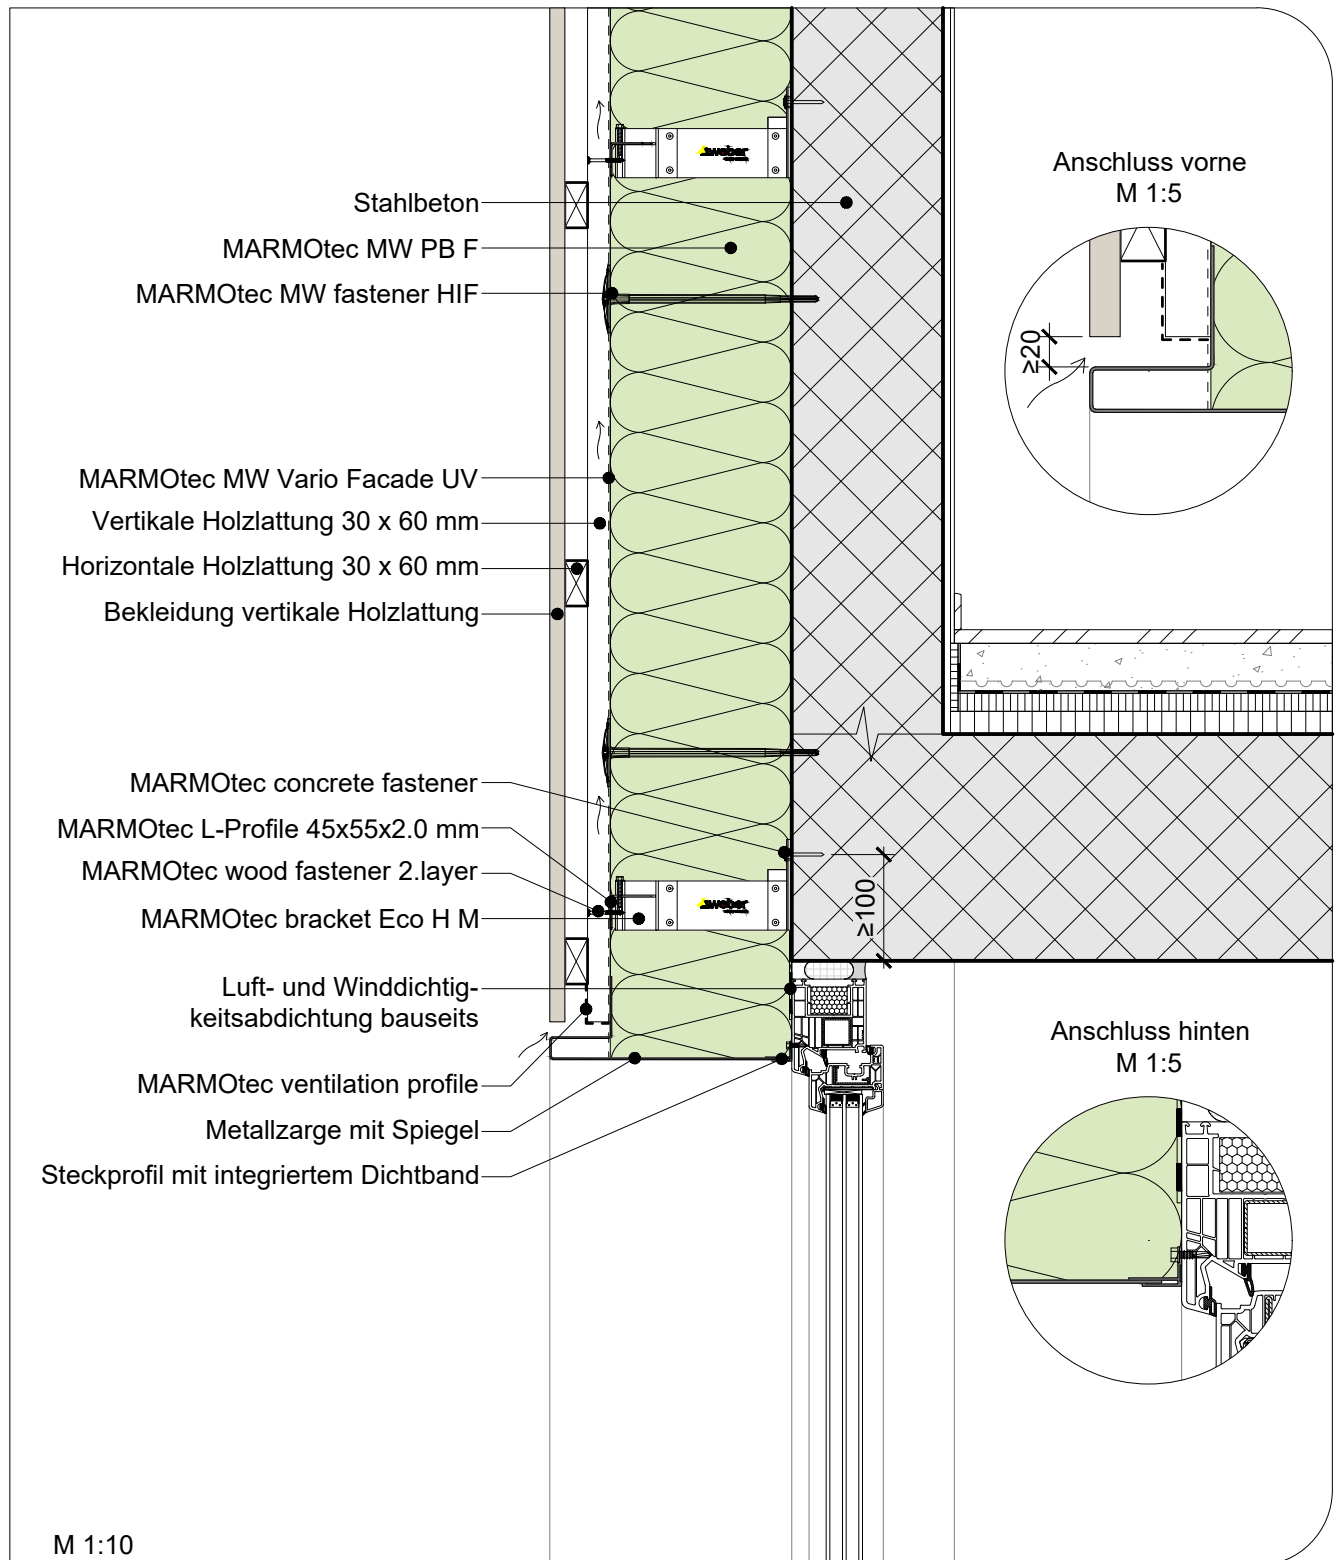 Anschluss vorne
M 1:5
weber
Stahlbeton
MARMOtec MW PB F
MARMOtec MW fastener HIF
≥20
MARMOtec MW Vario Facade UV
Vertikale Holzlattung 30 x 60 mm
Horizontale Holzlattung 30 x 60 mm
Bekleidung vertikale Holzlattung
MARMOtec concrete fastener
MARMOtec L-Profile 45x55x2.0 mm
MARMOtec wood fastener 2.layer
MARMOtec bracket Eco H M
weber
≥100
Luft- und Winddichtig-
keitsabdichtung bauseits
MARMOtec ventilation profile
Metallzarge mit Spiegel
Steckprofil mit integriertem Dichtband
Anschluss hinten
M 1:5
M 1:10